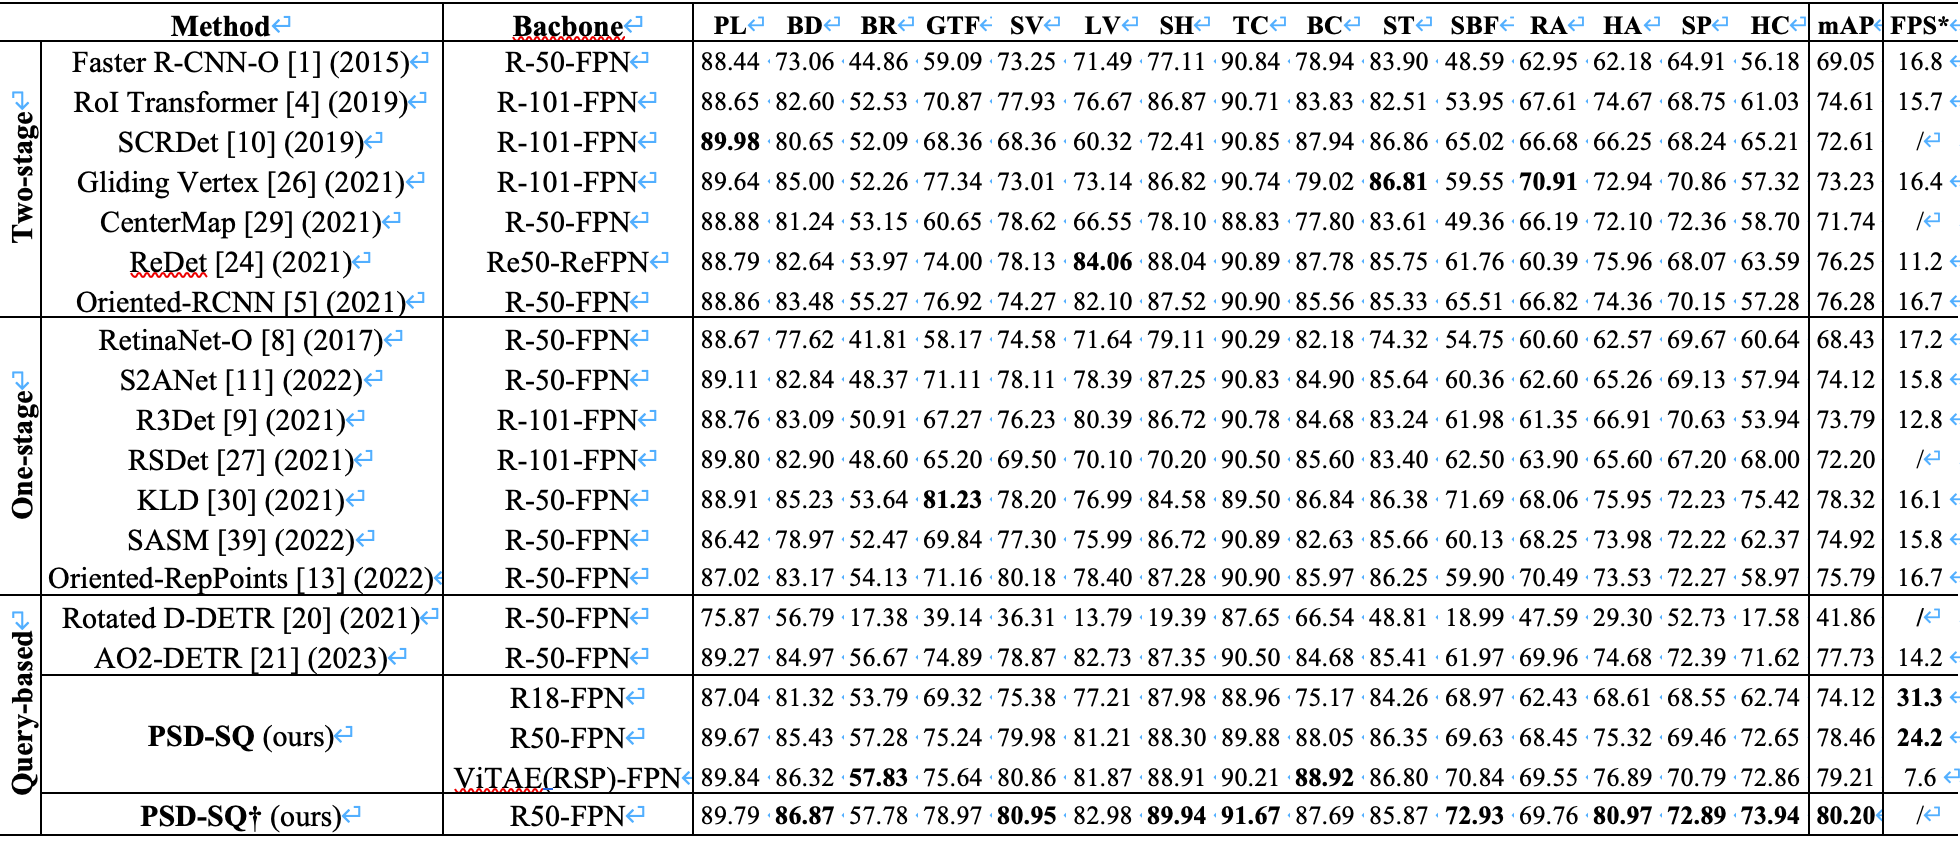 Method Bacbone PL BD BR GTF SV LV SH TC BC ST SBF RA HA SP HC mAP FPS*
Two-stage
Faster R-CNN-O [1] (2015) R-50-FPN 88.44 73.06 44.86 59.09 73.25 71.49 77.11 90.84 78.94 83.90 48.59 62.95 62.18 64.91 56.18 69.05 16.8
RoI Transformer [4] (2019) R-101-FPN 88.65 82.60 52.53 70.87 77.93 76.67 86.87 90.71 83.83 82.51 53.95 67.61 74.67 68.75 61.03 74.61 15.7
SCRDet [10] (2019) R-101-FPN 89.98 80.65 52.09 68.36 68.36 60.32 72.41 90.85 87.94 86.86 65.02 66.68 66.25 68.24 65.21 72.61 /
Gliding Vertex [26] (2021) R-101-FPN 89.64 85.00 52.26 77.34 73.01 73.14 86.82 90.74 79.02 86.81 59.55 70.91 72.94 70.86 57.32 73.23 16.4
CenterMap [29] (2021) R-50-FPN 88.88 81.24 53.15 60.65 78.62 66.55 78.10 88.83 77.80 83.61 49.36 66.19 72.10 72.36 58.70 71.74 /
ReDet [24] (2021) Re50-ReFPN 88.79 82.64 53.97 74.00 78.13 84.06 88.04 90.89 87.78 85.75 61.76 60.39 75.96 68.07 63.59 76.25 11.2
Oriented-RCNN [5] (2021) R-50-FPN 88.86 83.48 55.27 76.92 74.27 82.10 87.52 90.90 85.56 85.33 65.51 66.82 74.36 70.15 57.28 76.28 16.7
One-stage
RetinaNet-O [8] (2017) R-50-FPN 88.67 77.62 41.81 58.17 74.58 71.64 79.11 90.29 82.18 74.32 54.75 60.60 62.57 69.67 60.64 68.43 17.2
S2ANet [11] (2022) R-50-FPN 89.11 82.84 48.37 71.11 78.11 78.39 87.25 90.83 84.90 85.64 60.36 62.60 65.26 69.13 57.94 74.12 15.8
R3Det [9] (2021) R-101-FPN 88.76 83.09 50.91 67.27 76.23 80.39 86.72 90.78 84.68 83.24 61.98 61.35 66.91 70.63 53.94 73.79 12.8
RSDet [27] (2021) R-101-FPN 89.80 82.90 48.60 65.20 69.50 70.10 70.20 90.50 85.60 83.40 62.50 63.90 65.60 67.20 68.00 72.20 /
KLD [30] (2021) R-50-FPN 88.91 85.23 53.64 81.23 78.20 76.99 84.58 89.50 86.84 86.38 71.69 68.06 75.95 72.23 75.42 78.32 16.1
SASM [39] (2022) R-50-FPN 86.42 78.97 52.47 69.84 77.30 75.99 86.72 90.89 82.63 85.66 60.13 68.25 73.98 72.22 62.37 74.92 15.8
Oriented-RepPoints [13] (2022) R-50-FPN 87.02 83.17 54.13 71.16 80.18 78.40 87.28 90.90 85.97 86.25 59.90 70.49 73.53 72.27 58.97 75.79 16.7
Query-based
Rotated D-DETR [20] (2021) R-50-FPN 75.87 56.79 17.38 39.14 36.31 13.79 19.39 87.65 66.54 48.81 18.99 47.59 29.30 52.73 17.58 41.86 /
AO2-DETR [21] (2023) R-50-FPN 89.27 84.97 56.67 74.89 78.87 82.73 87.35 90.50 84.68 85.41 61.97 69.96 74.68 72.39 71.62 77.73 14.2
R18-FPN 87.04 81.32 53.79 69.32 75.38 77.21 87.98 88.96 75.17 84.26 68.97 62.43 68.61 68.55 62.74 74.12 31.3
PSD-SQ (ours) R50-FPN 89.67 85.43 57.28 75.24 79.98 81.21 88.30 89.88 88.05 86.35 69.63 68.45 75.32 69.46 72.65 78.46 24.2
ViTAE(RSP)-FPN 89.84 86.32 57.83 75.64 80.86 81.87 88.91 90.21 88.92 86.80 70.84 69.55 76.89 70.79 72.86 79.21 7.6
PSD-SQ† (ours) R50-FPN 89.79 86.87 57.78 78.97 80.95 82.98 89.94 91.67 87.69 85.87 72.93 69.76 80.97 72.89 73.94 80.20 /